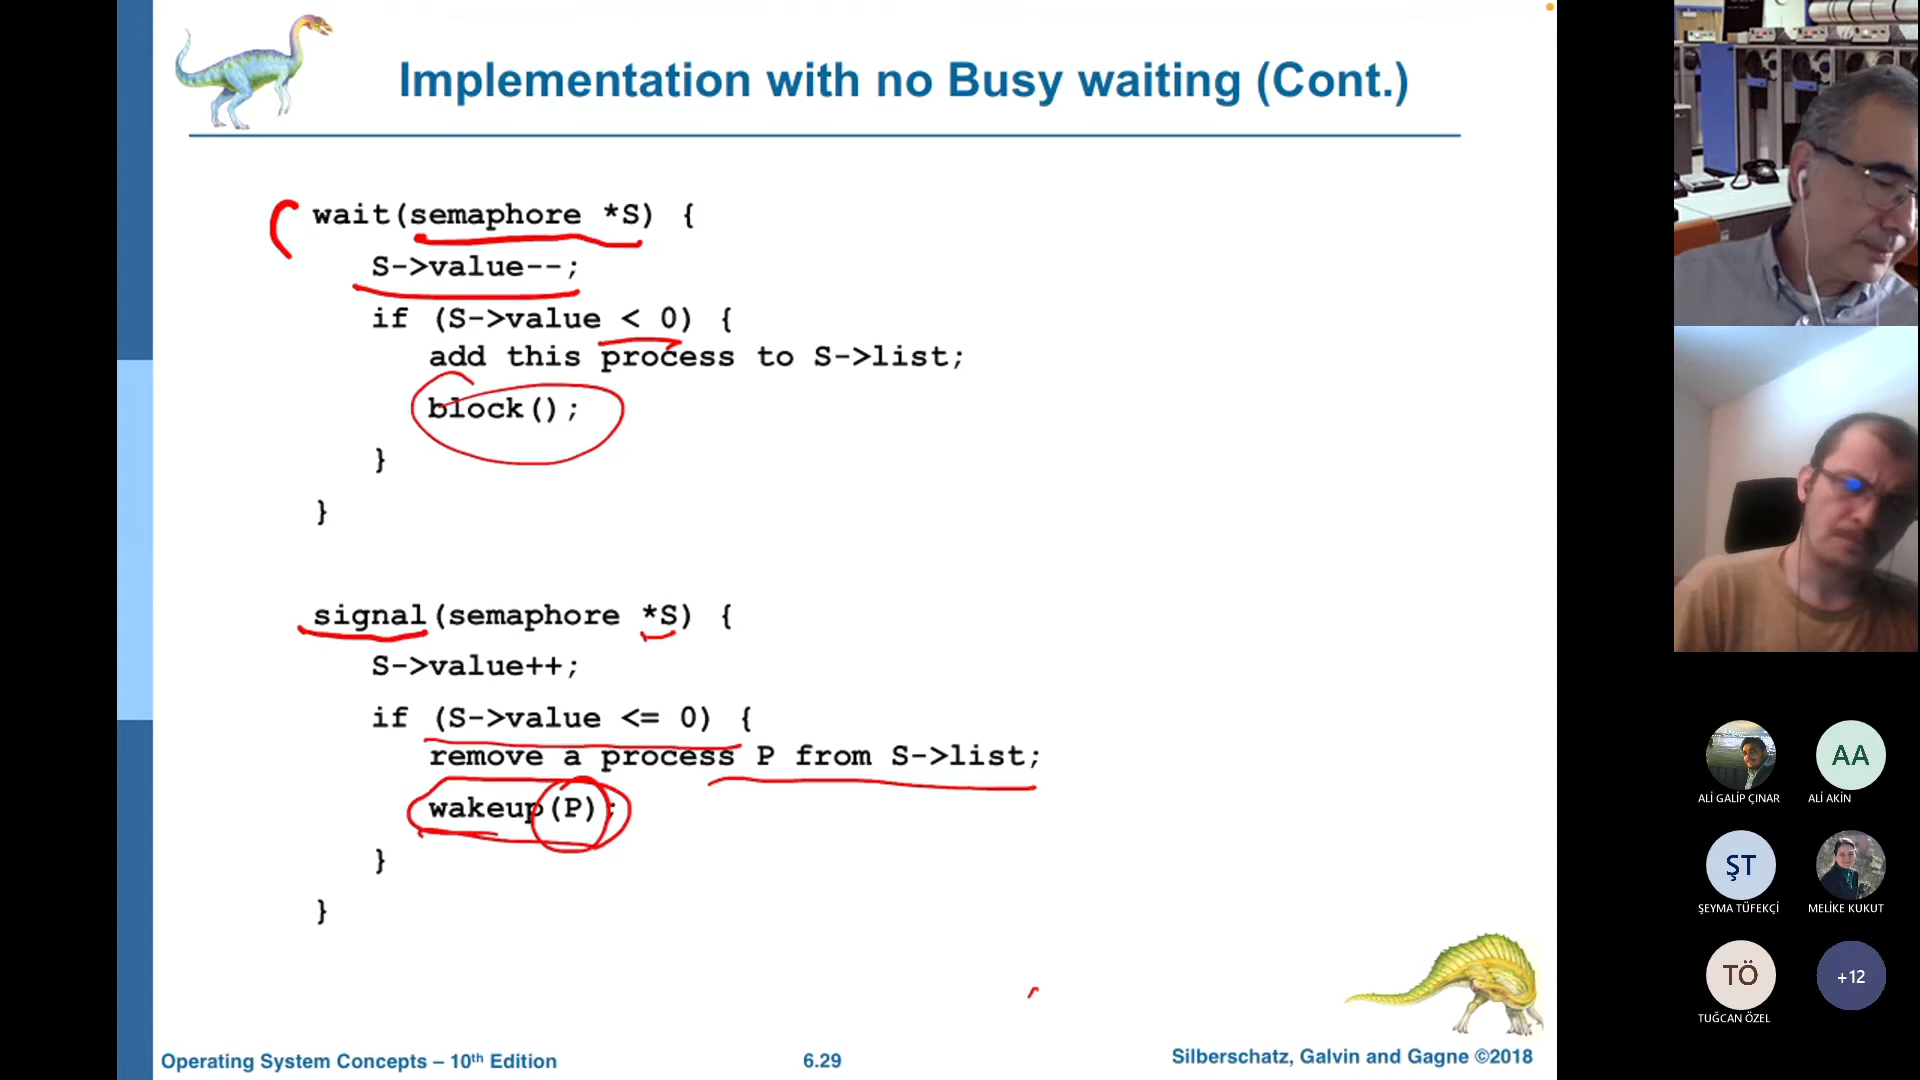 Implementation with no Busy waiting (Cont.)
wait(semaphore *S) {
S->value--;
if (S->value < 0) {
add this process to S->list;
block();
}
}
signal(semaphore *S) {
S->value++;
if (S->value <= 0) {
remove a process P from S->list;
wakeup(P);
}
}
Operating System Concepts – 10th Edition
6.29
Silberschatz, Galvin and Gagne ©2018
AA
ALİ GALİP ÇINAR
ALİ AKİN
ŞT
ŞEYMA TÜFEKÇİ
MELİKE KUKUT
TÖ
+12
TUĞCAN ÖZEL